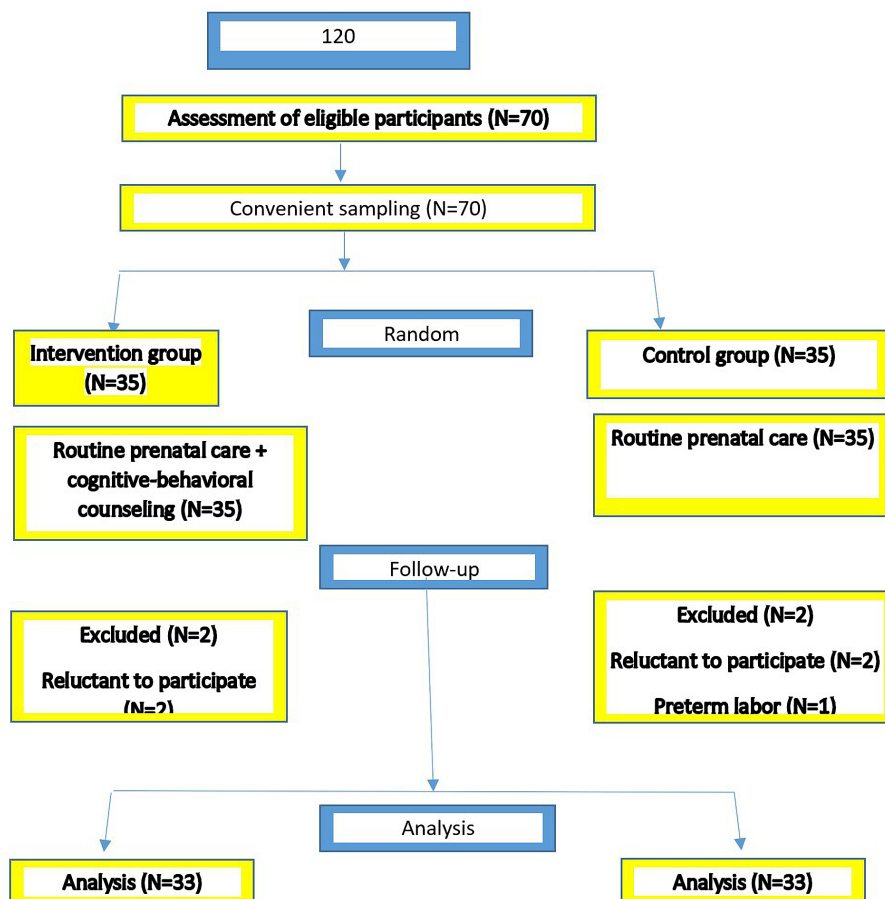 120
Assessment of eligible participants (N=70)
Convenient sampling (N=70)
Random
Intervention group
(N=35)
Control group (N=35)
Routine prenatal care +
cognitive-behavioral
counseling (N=35)
Routine prenatal care (N=35)
Follow-up
Excluded (N=2)
Reluctant to participate
(N=2)
Excluded (N=2)
Reluctant to participate (N=2)
Preterm labor (N=1)
Analysis
Analysis (N=33)
Analysis (N=33)